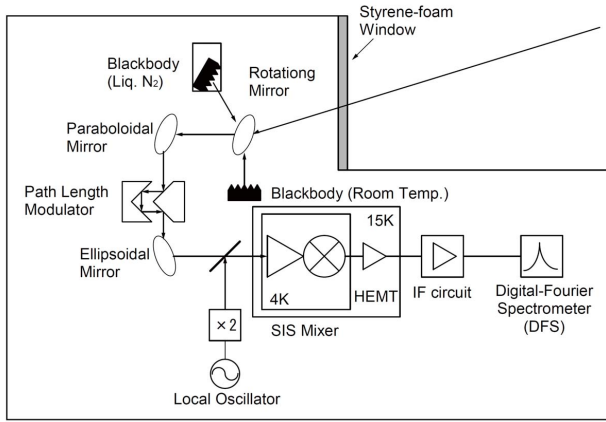 Styrene-foam
Window
Blackbody
(Liq. N2)
Rotationg
Mirror
Paraboloidal
Mirror
Path Length
Modulator
Blackbody (Room Temp.)
15K
Ellipsoidal
Mirror
4K
HEMT
SIS Mixer
IF circuit
Digital-Fourier
Spectrometer
(DFS)
×2
Local Oscillator